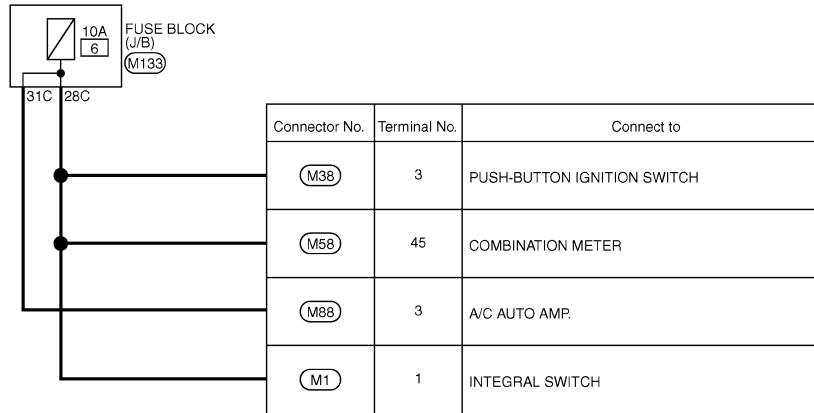 10A
6
FUSE BLOCK
(J/B)
M133
31C 28C
Connector No. Terminal No. Connect to
M38 3 PUSH-BUTTON IGNITION SWITCH
M58 45 COMBINATION METER
M88 3 A/C AUTO AMP.
M1 1 INTEGRAL SWITCH